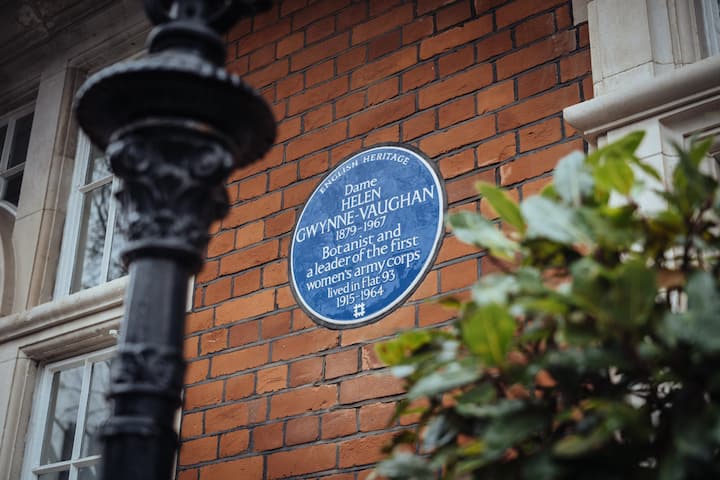 ENGLISH HERITAGE
Dame
HELEN
GWYNNE-VAUGHAN
1879-1967
Botanist and
a leader of the first
women's army corps
lived in Flat 93
1915-1964